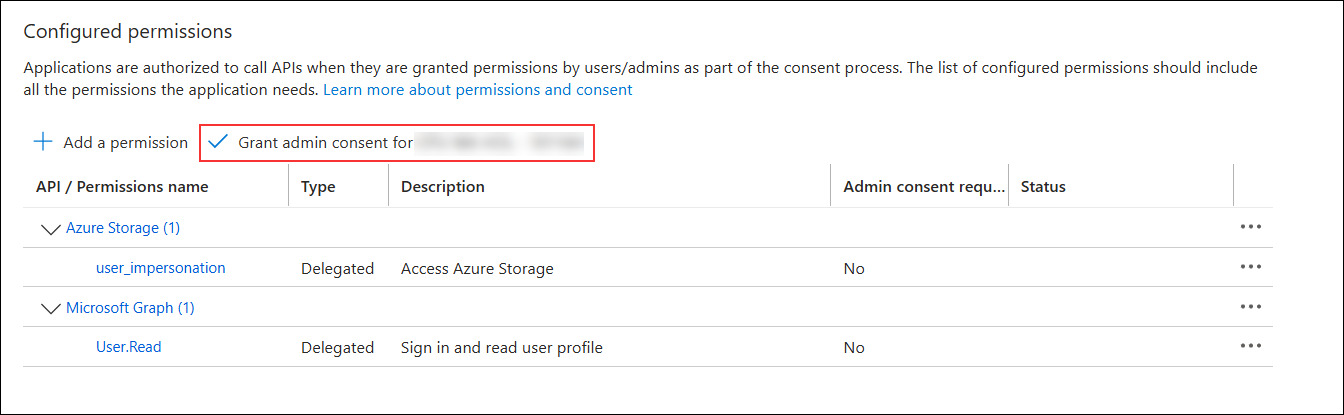 Configured permissions
Applications are authorized to call APIs when they are granted permissions by users/admins as part of the consent process. The list of configured permissions should include
all the permissions the application needs. Learn more about permissions and consent
Add a permission Grant admin consent for
API / Permissions name Type Description Admin consent requ... Status
Azure Storage (1)
user_impersonation Delegated Access Azure Storage No
Microsoft Graph (1)
User.Read Delegated Sign in and read user profile No